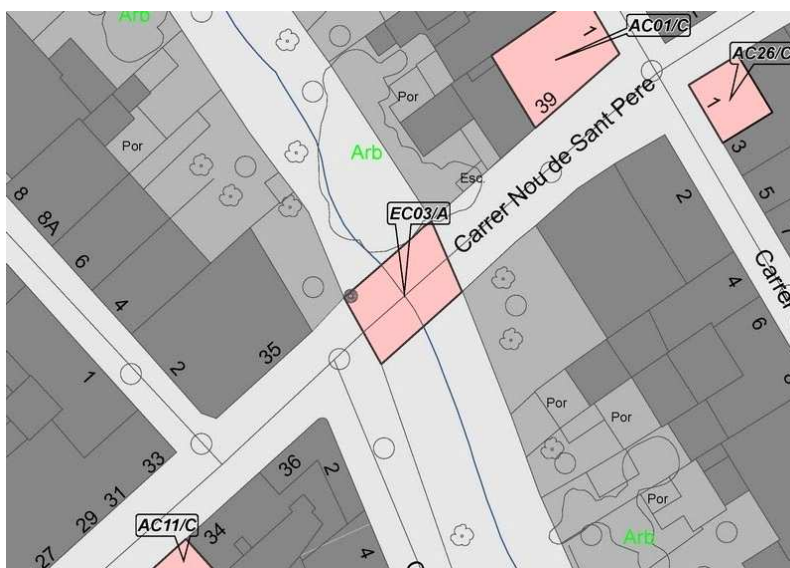 Arb
AC01/C
1
AC26/C
Por
39
1
Por
Arb
3
Esc.
8
8A
EC03/A
Carrer Nou de Sant Pere
2
5
6
4
Carrer
4
6
35
2
1
Por
Por
36
2
33
31
29
27
AC11/C
34
4
Por
Arb